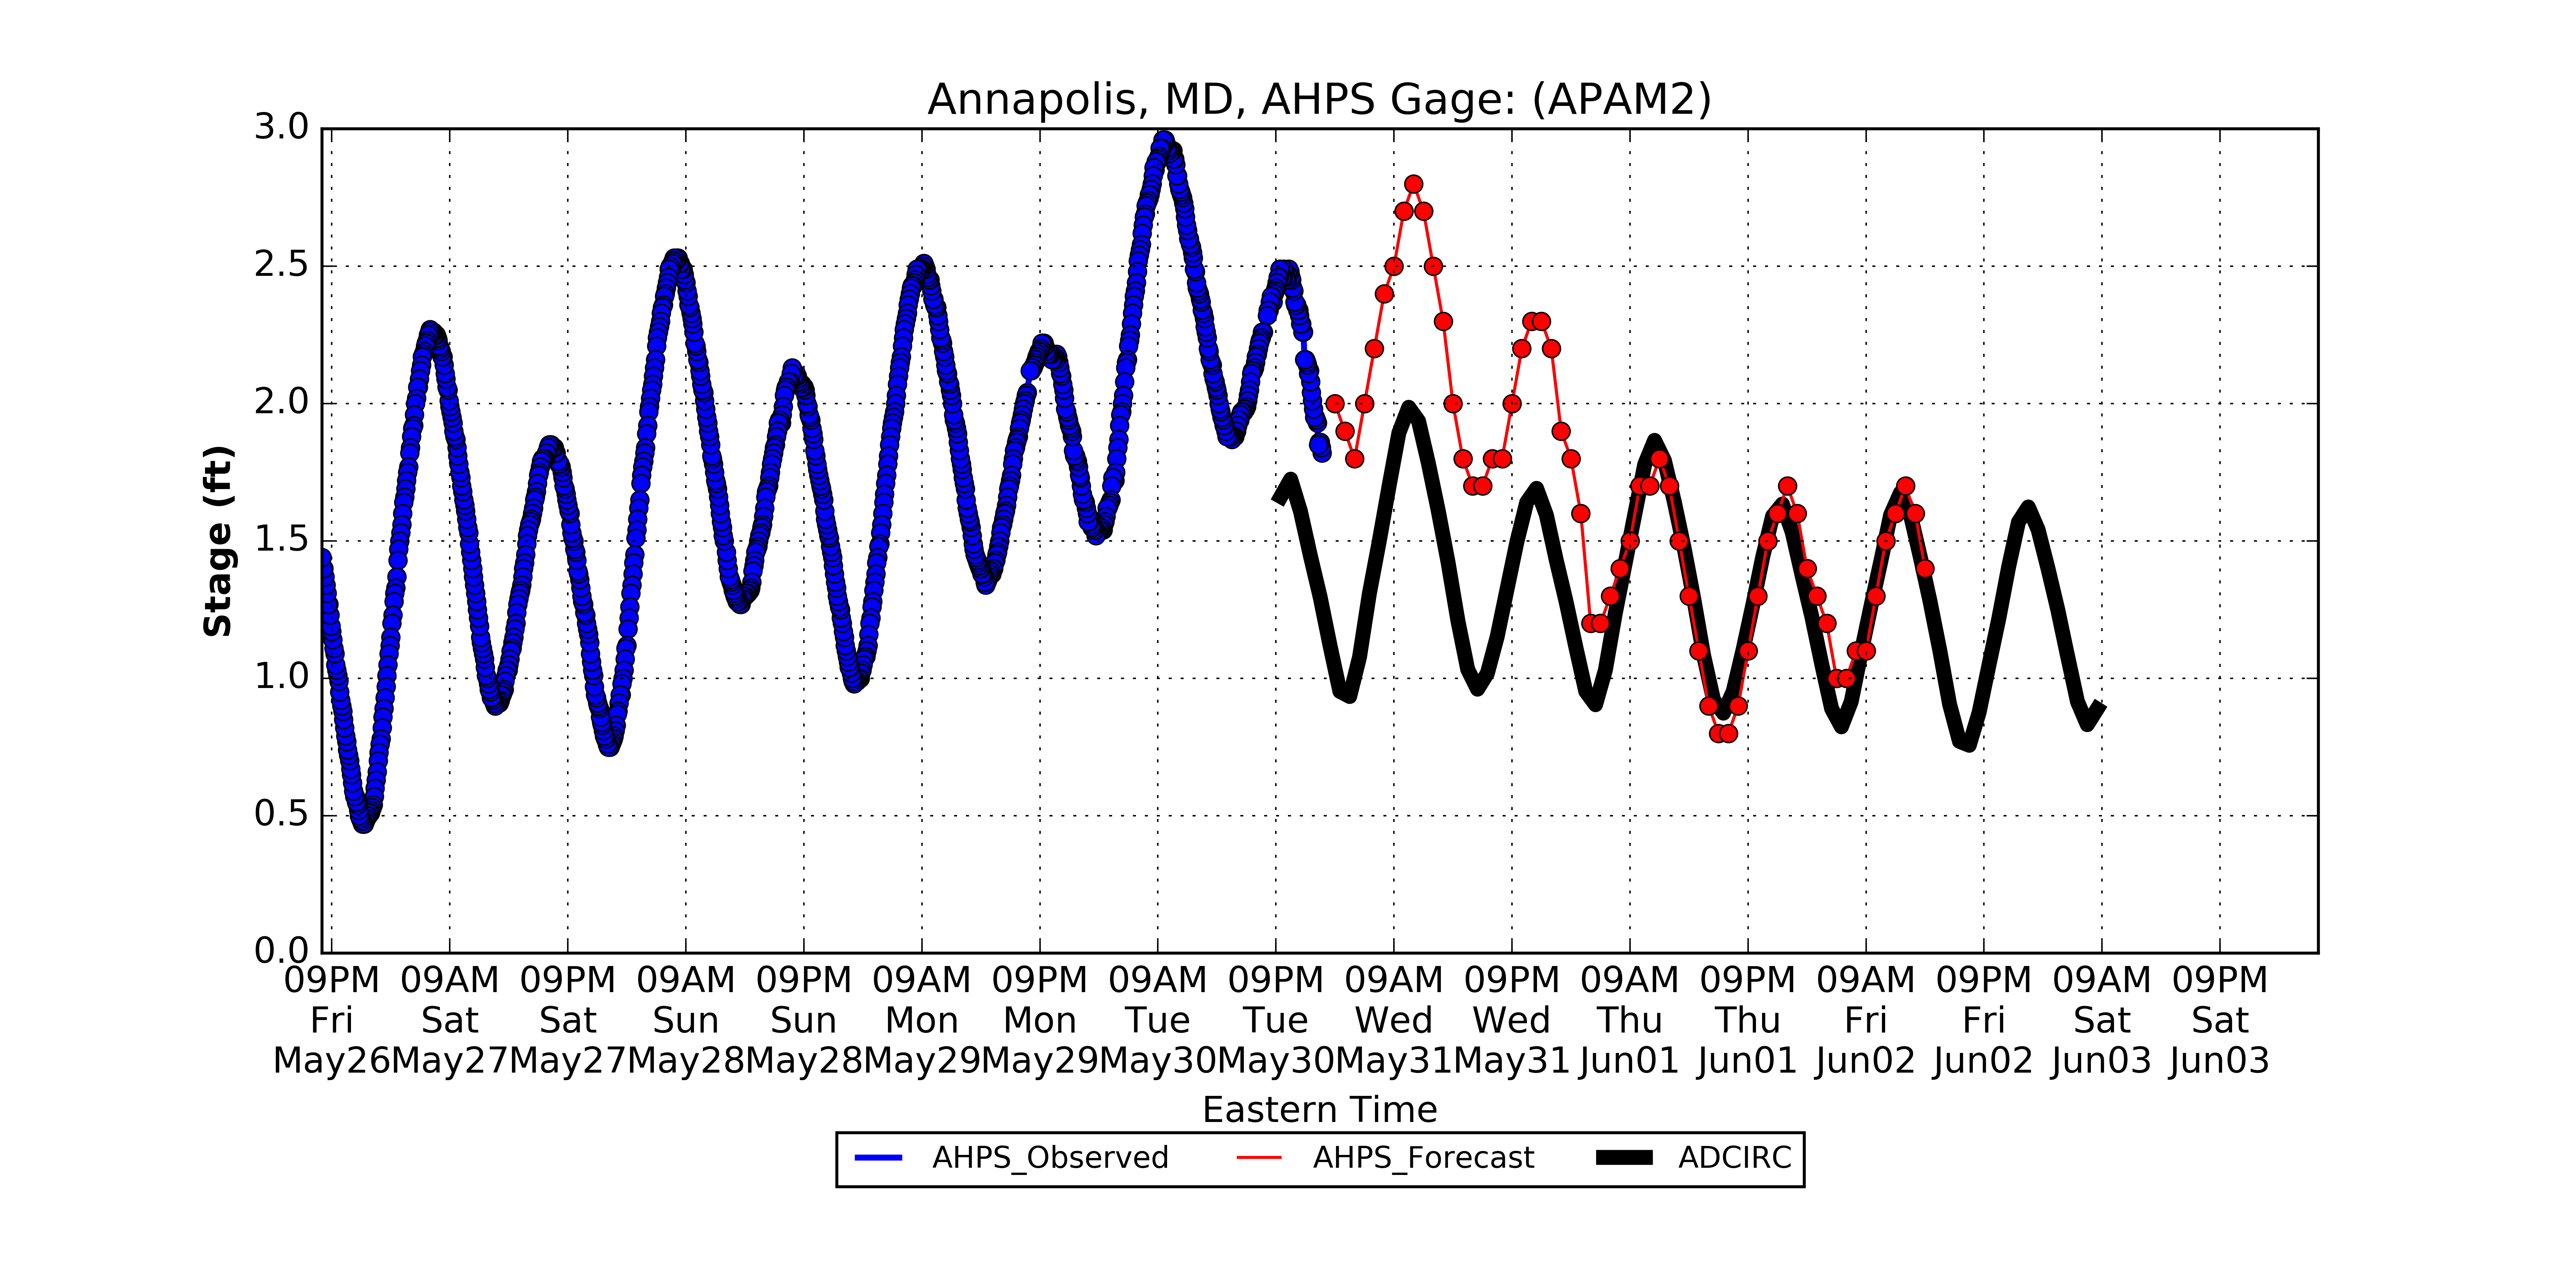 Annapolis, MD, AHPS Gage: (APAM2)
3.0
2.5
2.0
1.5
1.0
0.5
0.0
Stage (ft)
09PM 09AM 09PM 09AM 09PM 09AM 09PM 09AM 09PM 09AM 09PM 09AM 09PM 09AM 09PM 09AM 09PM
Fri Sat Sat Sun Sun Mon Mon Tue Tue Wed Wed Thu Thu Fri Fri Sat Sat
May26 May27 May27 May28 May28 May29 May29 May30 May30 May31 May31 Jun01 Jun01 Jun02 Jun02 Jun03 Jun03
Eastern Time
AHPS_Observed AHPS_Forecast ADCIRC